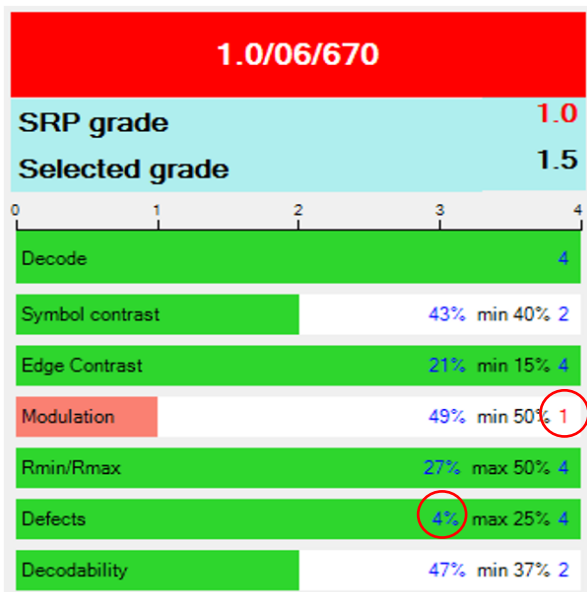 1.0/06/670
SRP grade 1.0
Selected grade 1.5
0 1 2 3 4
Decode 4
Symbol contrast 43% min 40% 2
Edge Contrast 21% min 15% 4
Modulation 49% min 50% 1
Rmin/Rmax 27% max 50% 4
Defects 4% max 25% 4
Decodability 47% min 37% 2